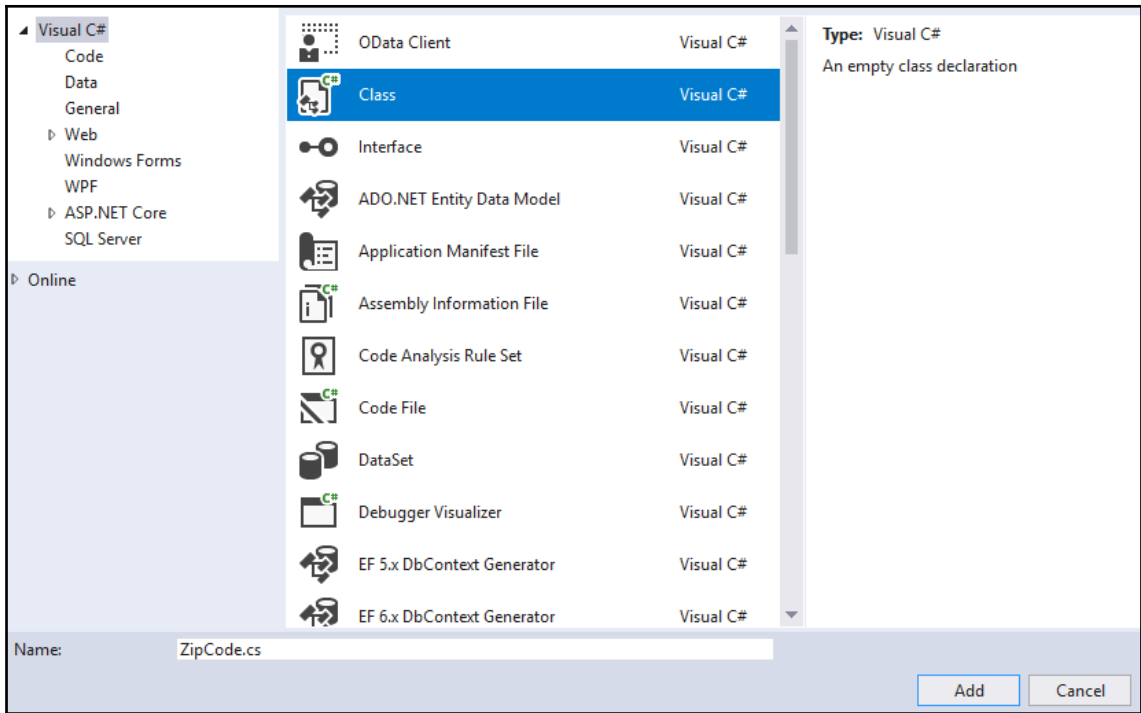 Visual C#
Code
Data
General
Web
Windows Forms
WPF
ASP.NET Core
SQL Server
Online
OData Client Visual C#
C#
Class Visual C#
Interface Visual C#
ADO.NET Entity Data Model Visual C#
Application Manifest File Visual C#
C#
Assembly Information File Visual C#
Code Analysis Rule Set Visual C#
C#
Code File Visual C#
DataSet Visual C#
C#
Debugger Visualizer Visual C#
EF 5.x DbContext Generator Visual C#
EF 6.x DbContext Generator Visual C#
Type: Visual C#
An empty class declaration
Name: ZipCode.cs
Add Cancel